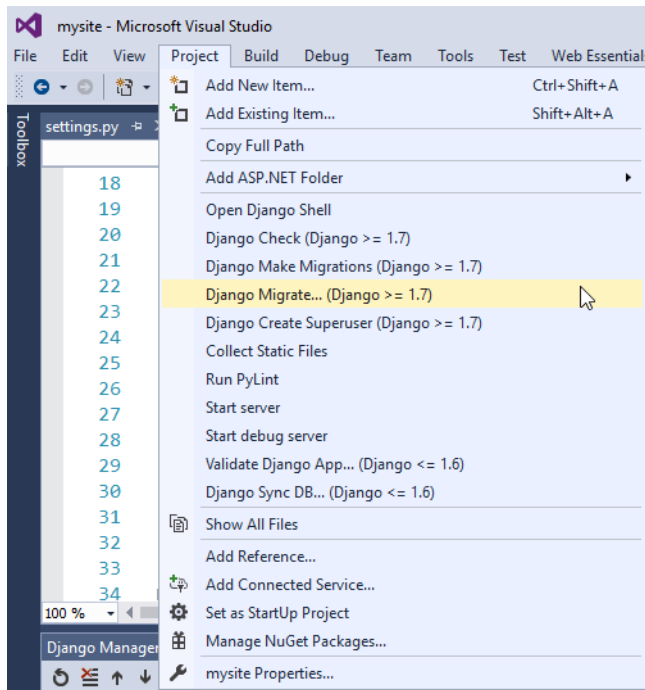 mysite - Microsoft Visual Studio
File Edit View Project Build Debug Team Tools Test Web Essential
Add New Item... Ctrl+Shift+A
Toolbox
settings.py
Add Existing Item... Shift+Alt+A
Copy Full Path
18 Add ASP.NET Folder
19 Open Django Shell
20 Django Check (Django >= 1.7)
21 Django Make Migrations (Django >= 1.7)
22 Django Migrate... (Django >= 1.7)
23 Django Create Superuser (Django >= 1.7)
24
25 Collect Static Files
26 Run PyLint
27 Start server
28 Start debug server
29 Validate Django App... (Django <= 1.6)
30 Django Sync DB... (Django <= 1.6)
31 Show All Files
32
33 Add Reference...
34 Add Connected Service...
100 % Set as StartUp Project
Django Manager Manage NuGet Packages...
mysite Properties...